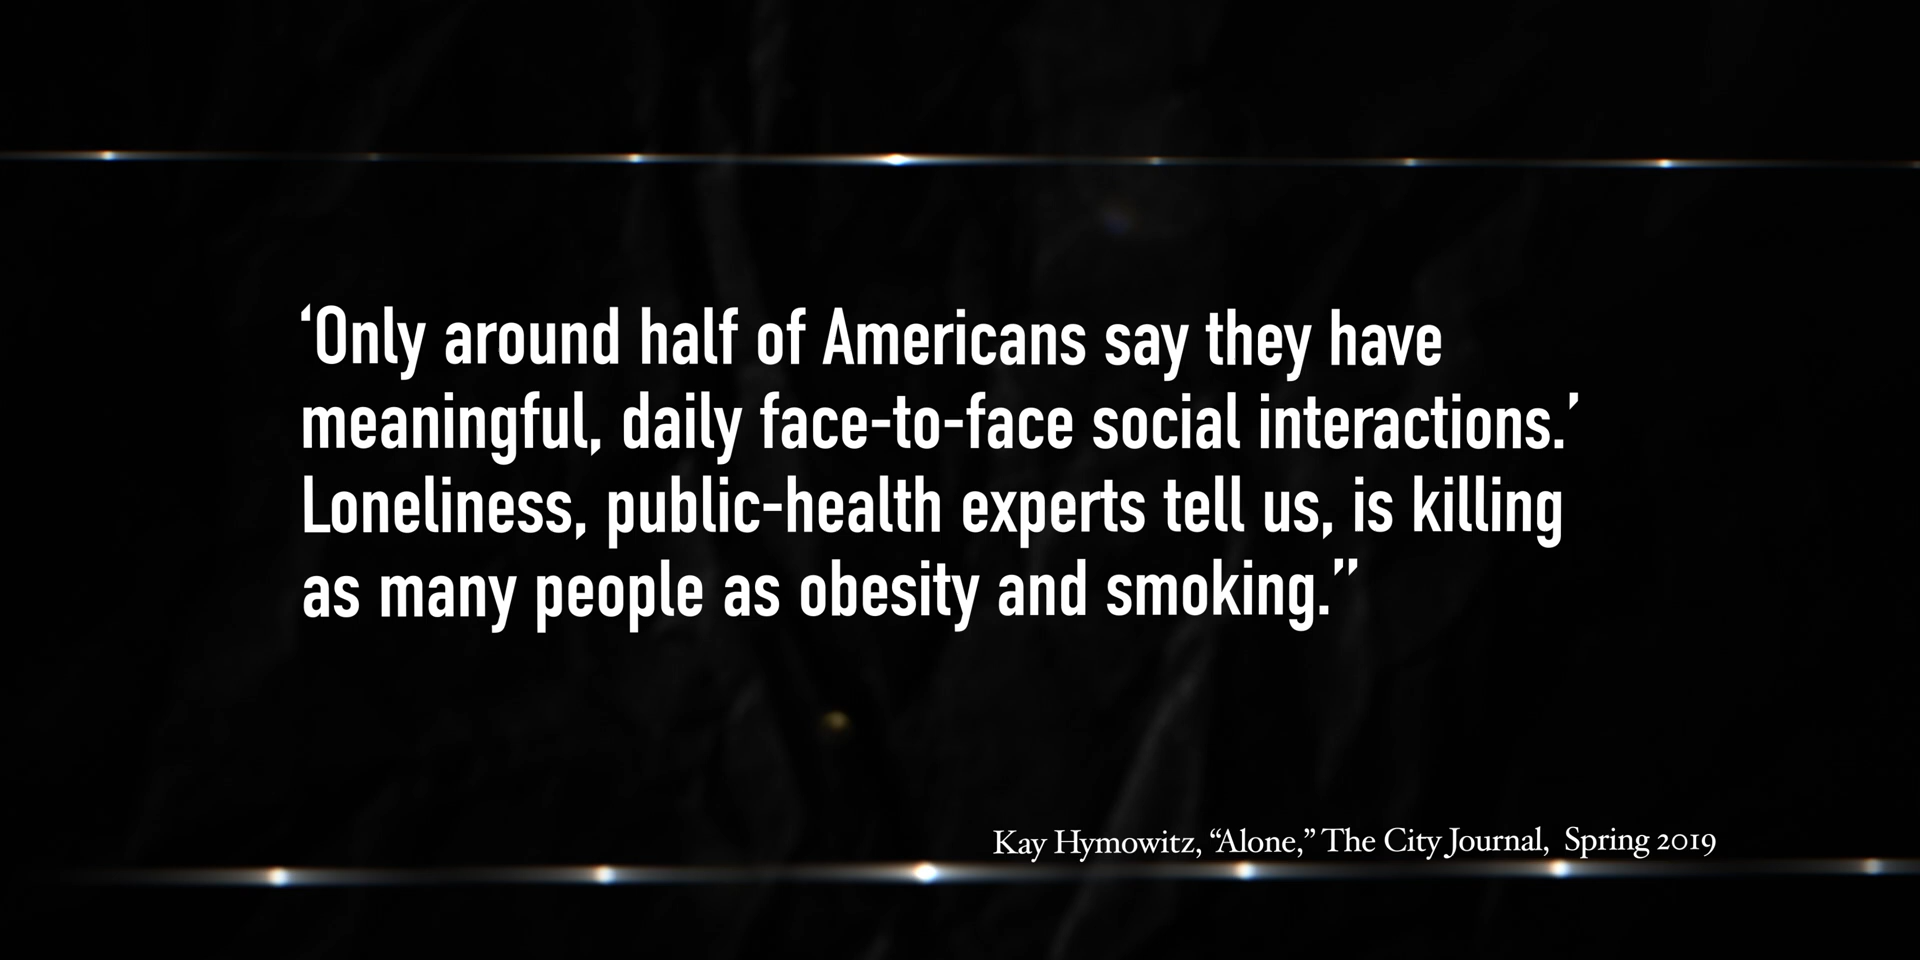 ‘Only around half of Americans say they have
meaningful, daily face-to-face social interactions.’
Loneliness, public-health experts tell us, is killing
as many people as obesity and smoking.”
Kay Hymowitz, “Alone,” The City Journal, Spring 2019